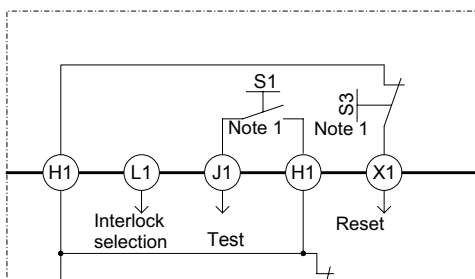 S1
S3
Note 1
Note 1
H1
L1
J1
H1
X1
Interlock
selection
Test
Reset